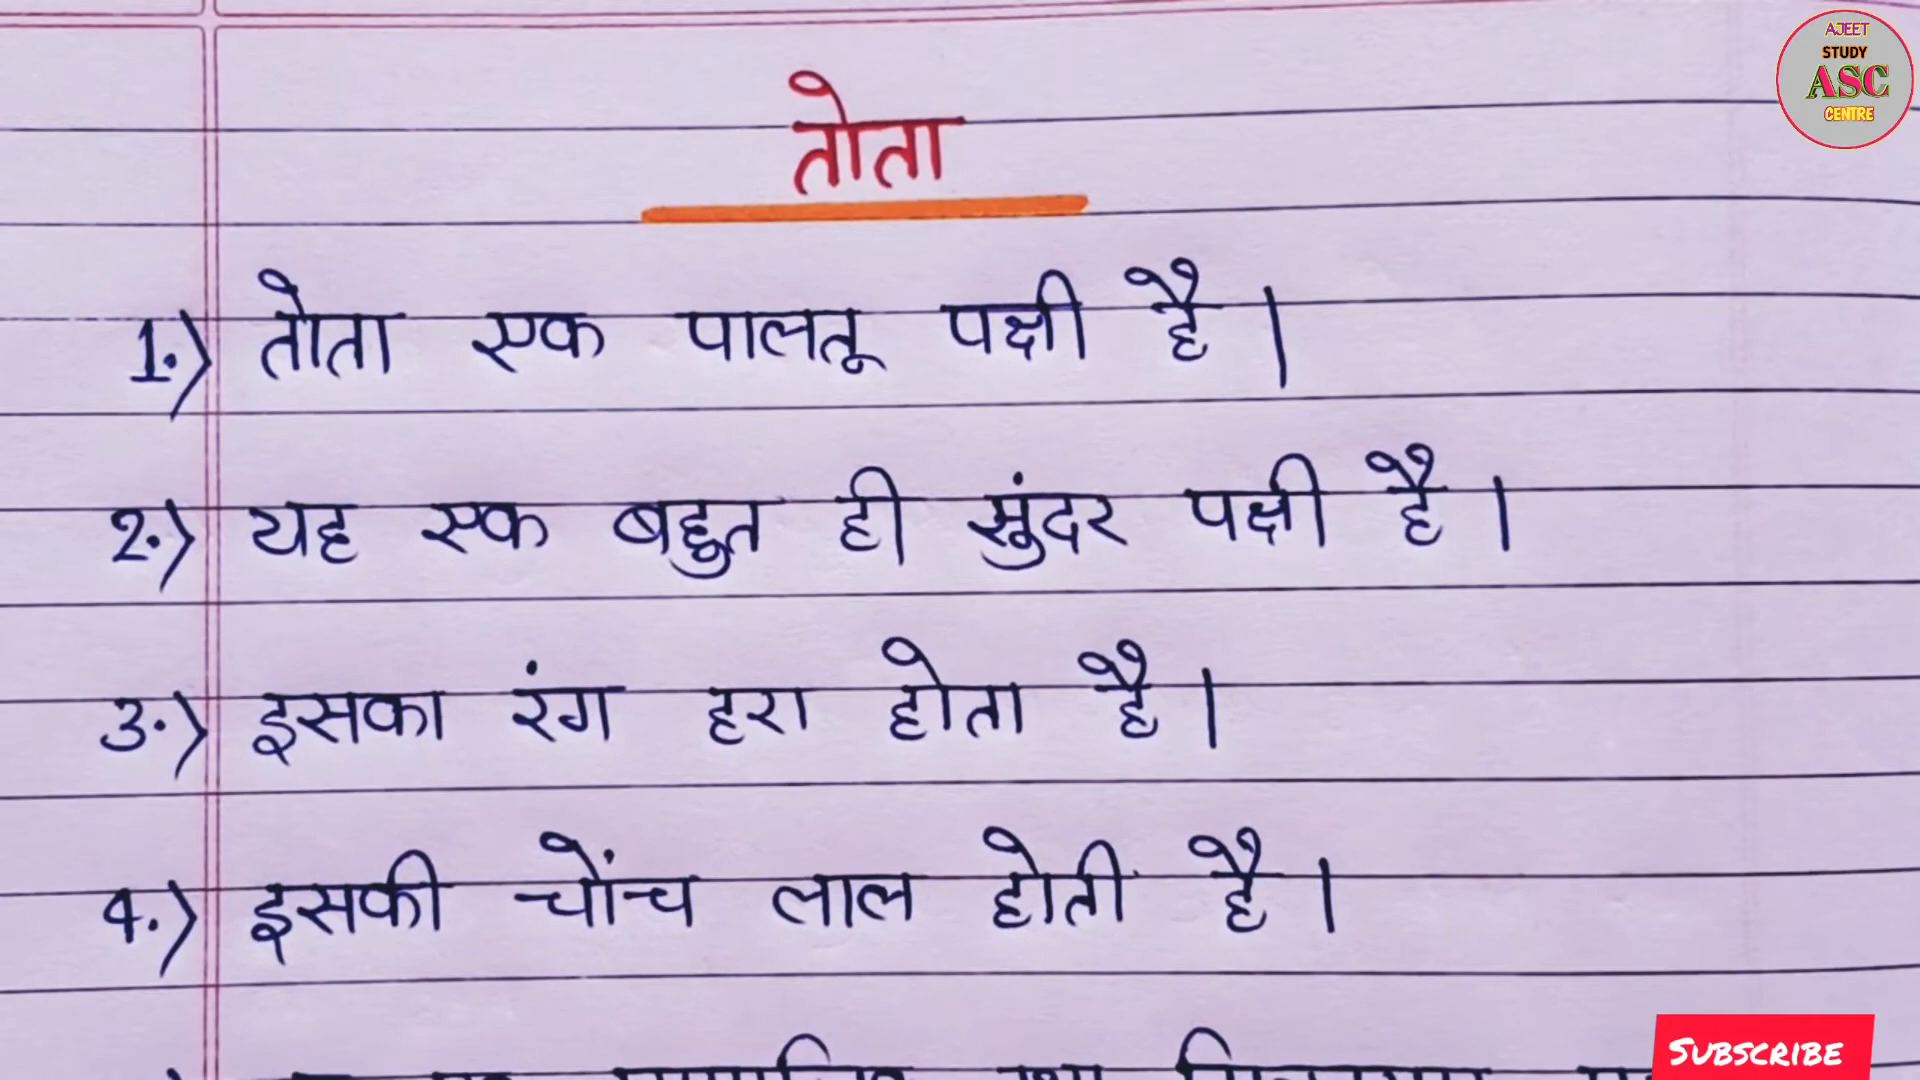 AJEET
STUDY
ASC
CENTRE
तोता
1.) तोता एक पालतू पक्षी है।
2.) यह एक बहुत ही सुंदर पक्षी है।
3.) इसका रंग हरा होता है।
4.) इसकी चोंच लाल होती है।
SUBSCRIBE